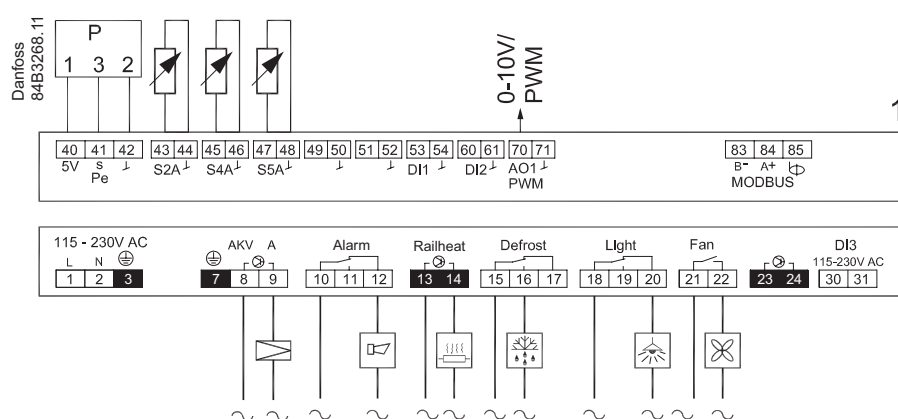 Danfoss
84B3268.11
P
1 3 2
0-10V/
PWM
1
40 41 42 43 44 45 46 47 48 49 50 51 52 53 54 60 61 70 71 83 84 85
5V s S2A S4A S5A DI1 DI2 AO1 B- A+
Pe PWM MODBUS
115 - 230V AC AKV A Alarm Railheat Defrost LIght Fan DI3
L N 115-230V AC
1 2 3 7 8 9 10 11 12 13 14 15 16 17 18 19 20 21 22 23 24 30 31